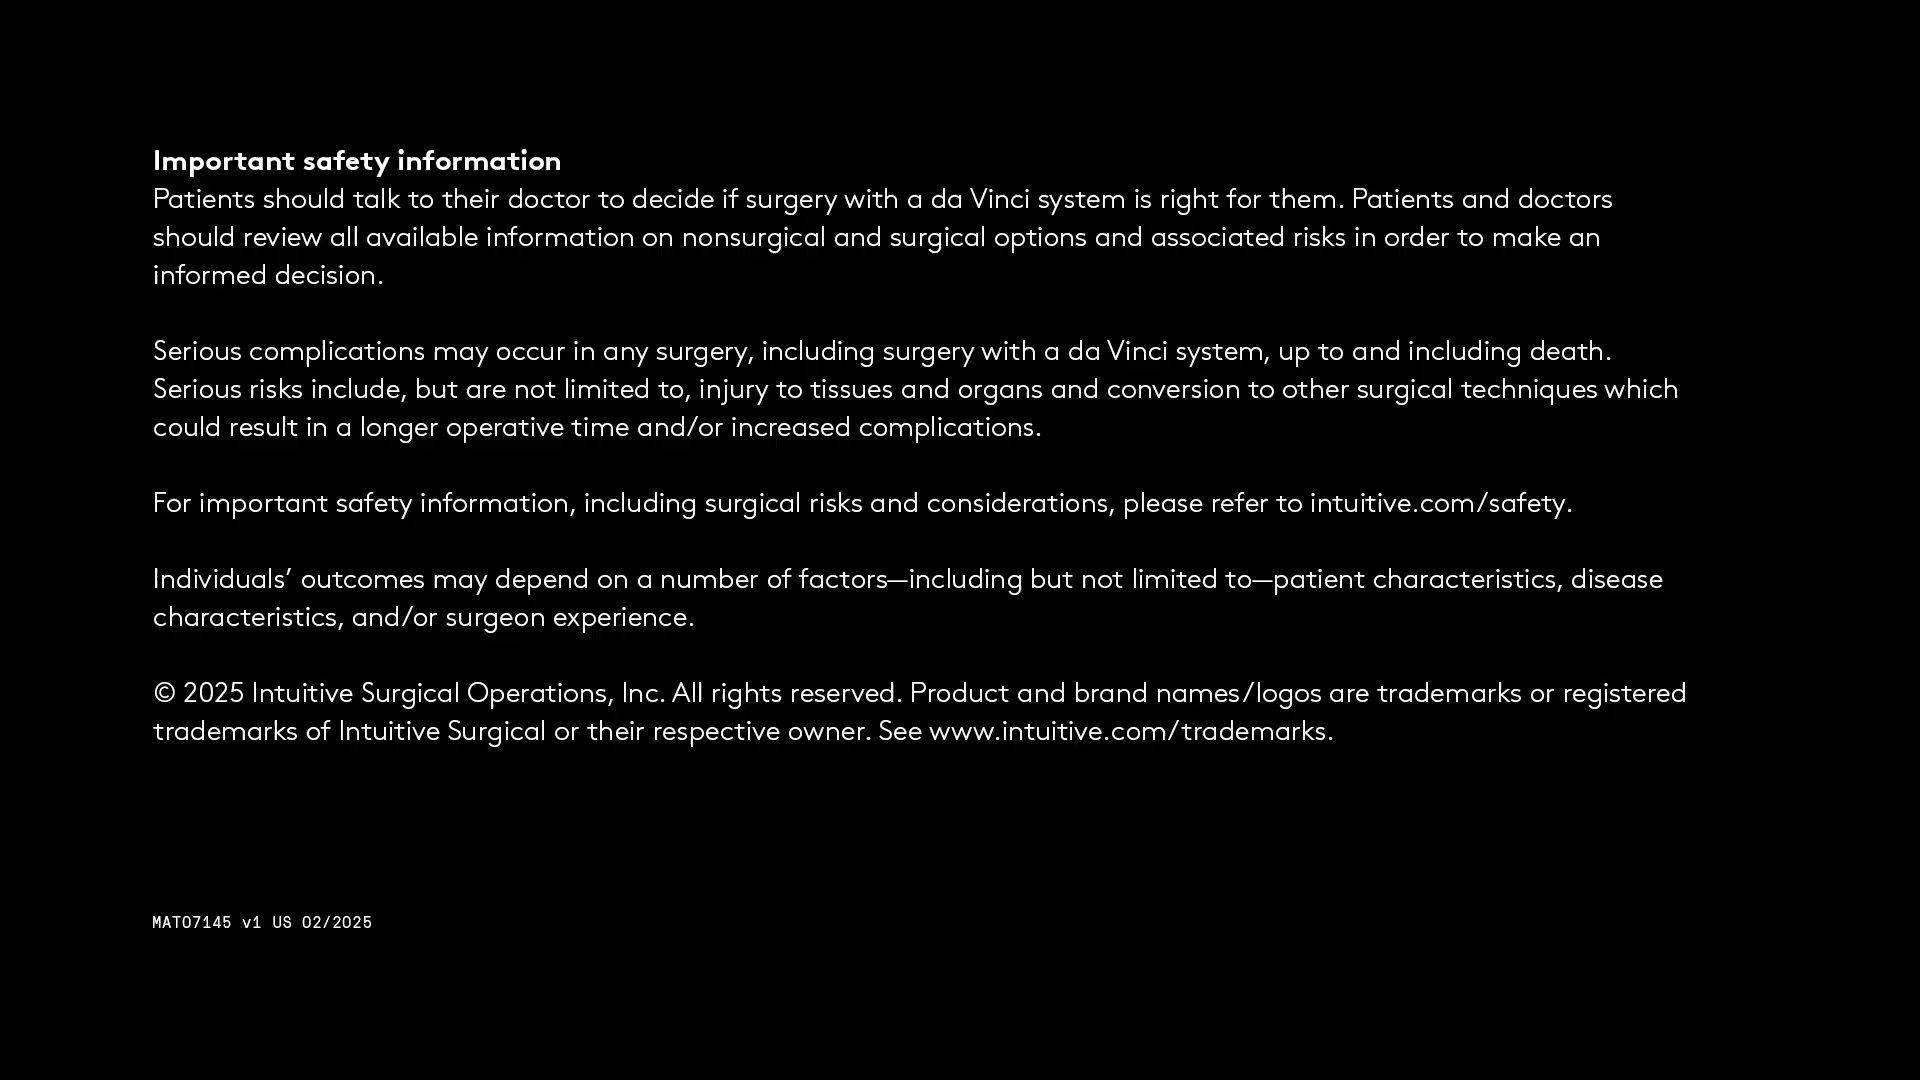 Important safety information
Patients should talk to their doctor to decide if surgery with a da Vinci system is right for them. Patients and doctors
should review all available information on nonsurgical and surgical options and associated risks in order to make an
informed decision.
Serious complications may occur in any surgery, including surgery with a da Vinci system, up to and including death.
Serious risks include, but are not limited to, injury to tissues and organs and conversion to other surgical techniques which
could result in a longer operative time and/or increased complications.
For important safety information, including surgical risks and considerations, please refer to intuitive.com/safety.
Individuals’ outcomes may depend on a number of factors—including but not limited to—patient characteristics, disease
characteristics, and/or surgeon experience.
© 2025 Intuitive Surgical Operations, Inc. All rights reserved. Product and brand names/logos are trademarks or registered
trademarks of Intuitive Surgical or their respective owner. See www.intuitive.com/trademarks.
MAT07145 v1 US 02/2025